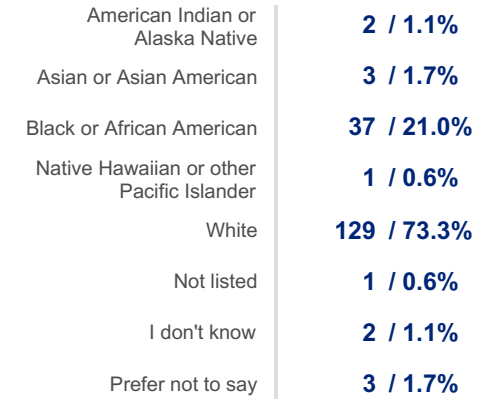 American Indian or
Alaska Native
2 / 1.1%
Asian or Asian American
3 / 1.7%
Black or African American
37 / 21.0%
Native Hawaiian or other
Pacific Islander
1 / 0.6%
White
129 / 73.3%
Not listed
1 / 0.6%
I don't know
2 / 1.1%
Prefer not to say
3 / 1.7%